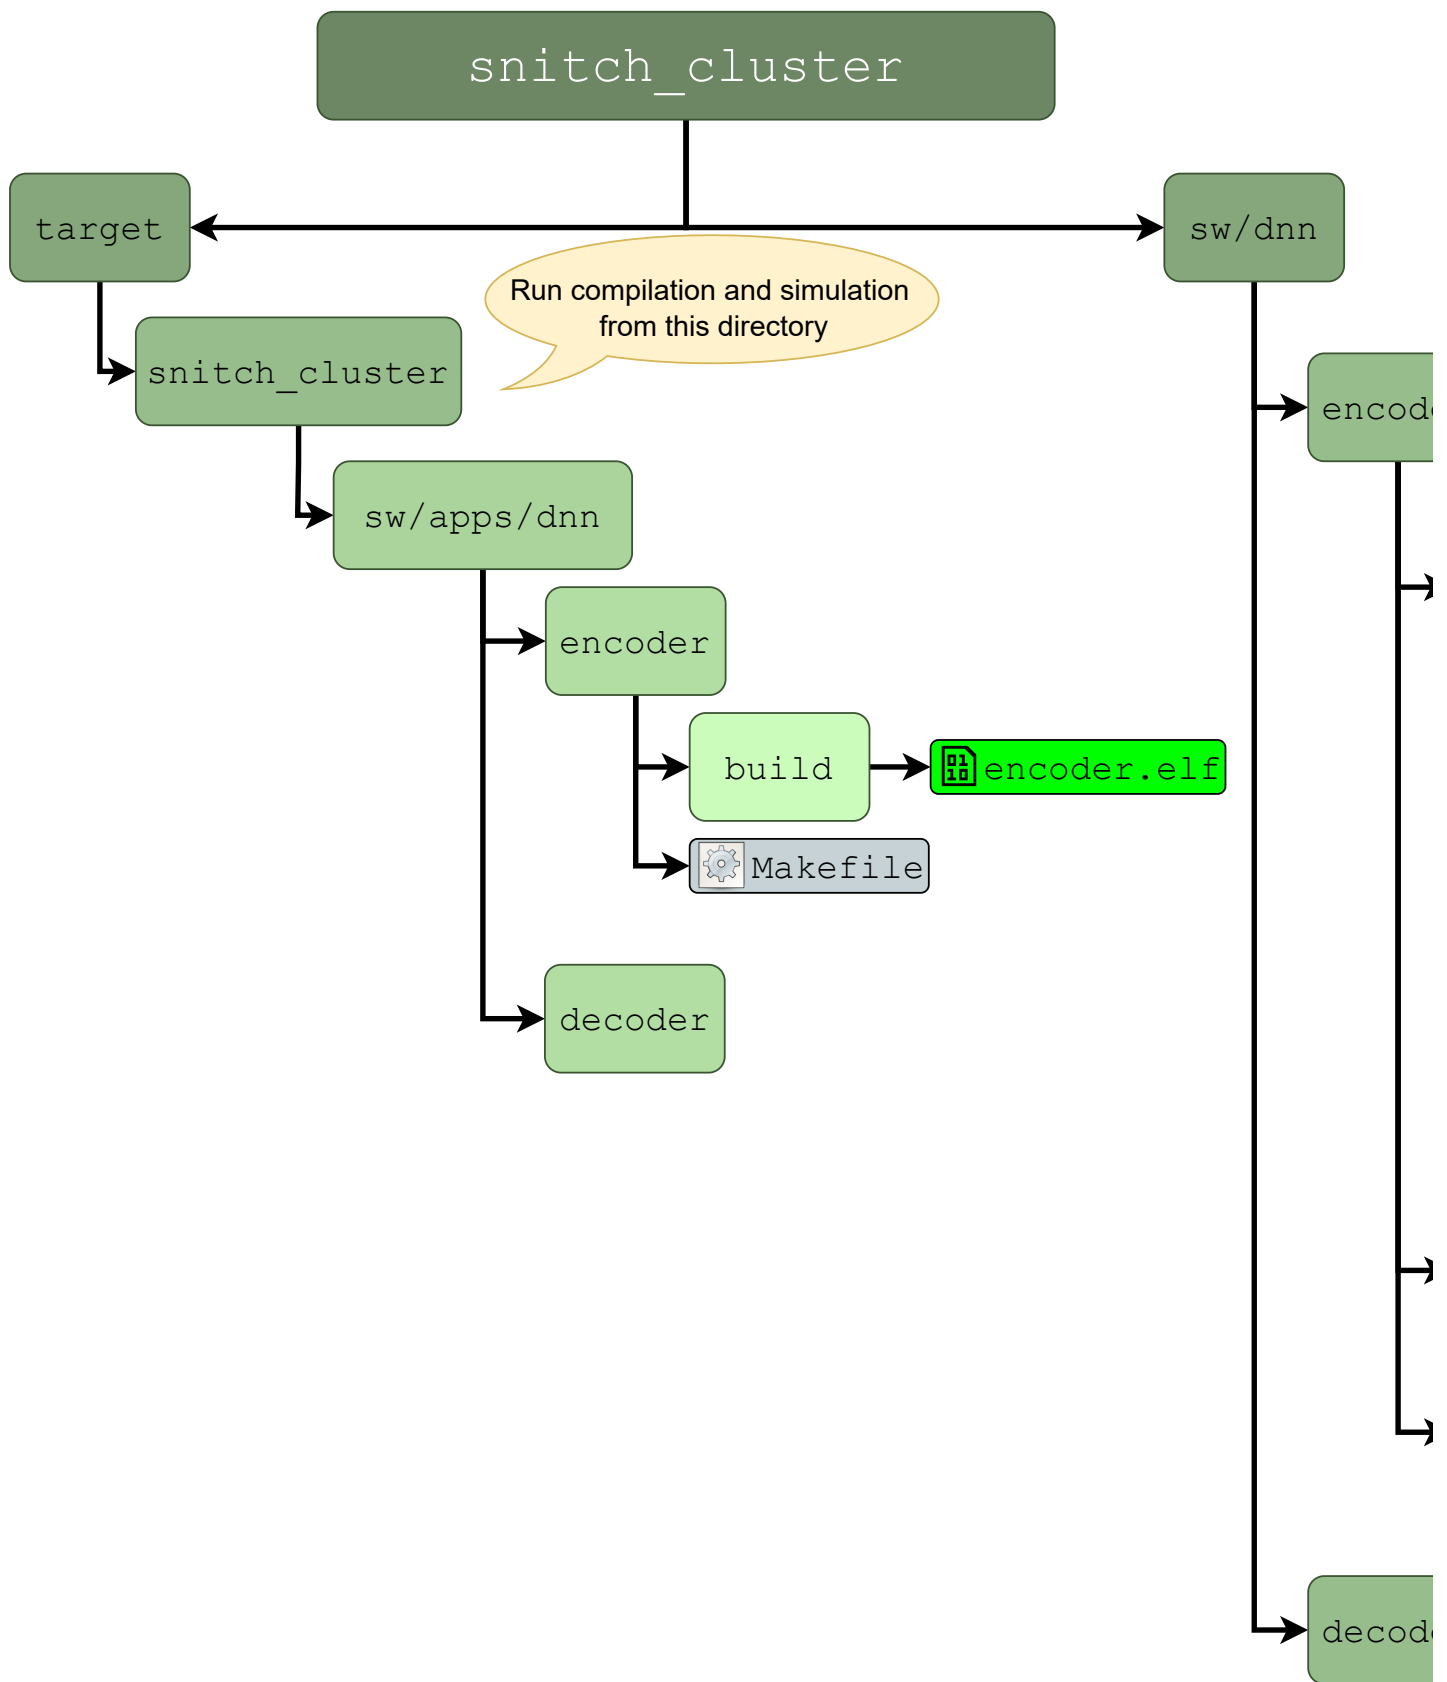 snitch_cluster
target
sw/dnn
Run compilation and simulation
from this directory
snitch_cluster
sw/apps/dnn
encoder
build
encoder.elf
Makefile
decoder